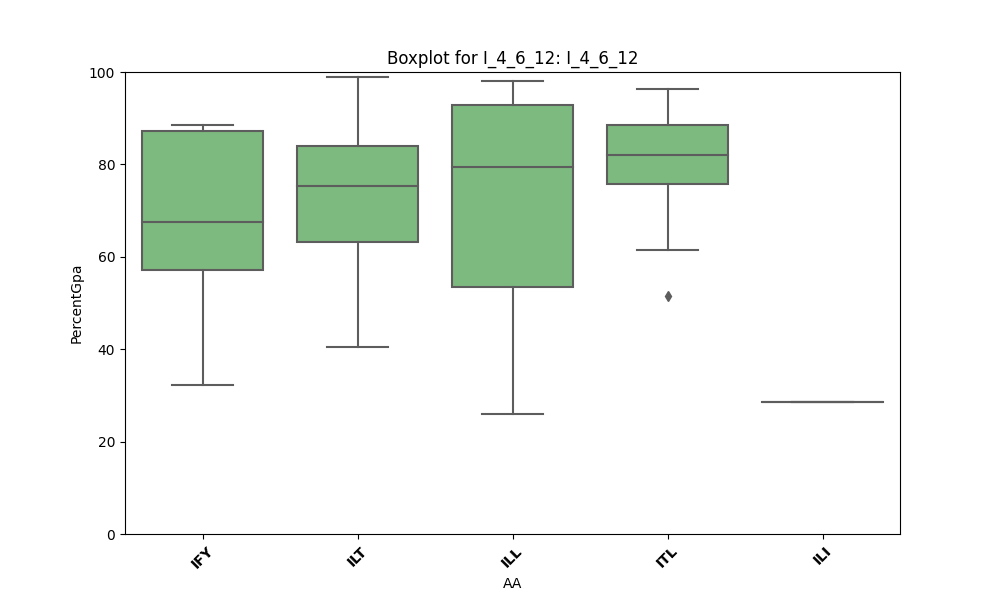 Boxplot for I_4_6_12: I_4_6_12
PercentGpa
100
80
60
40
20
0
IFY
ILT
ILL
ITL
ILI
AA